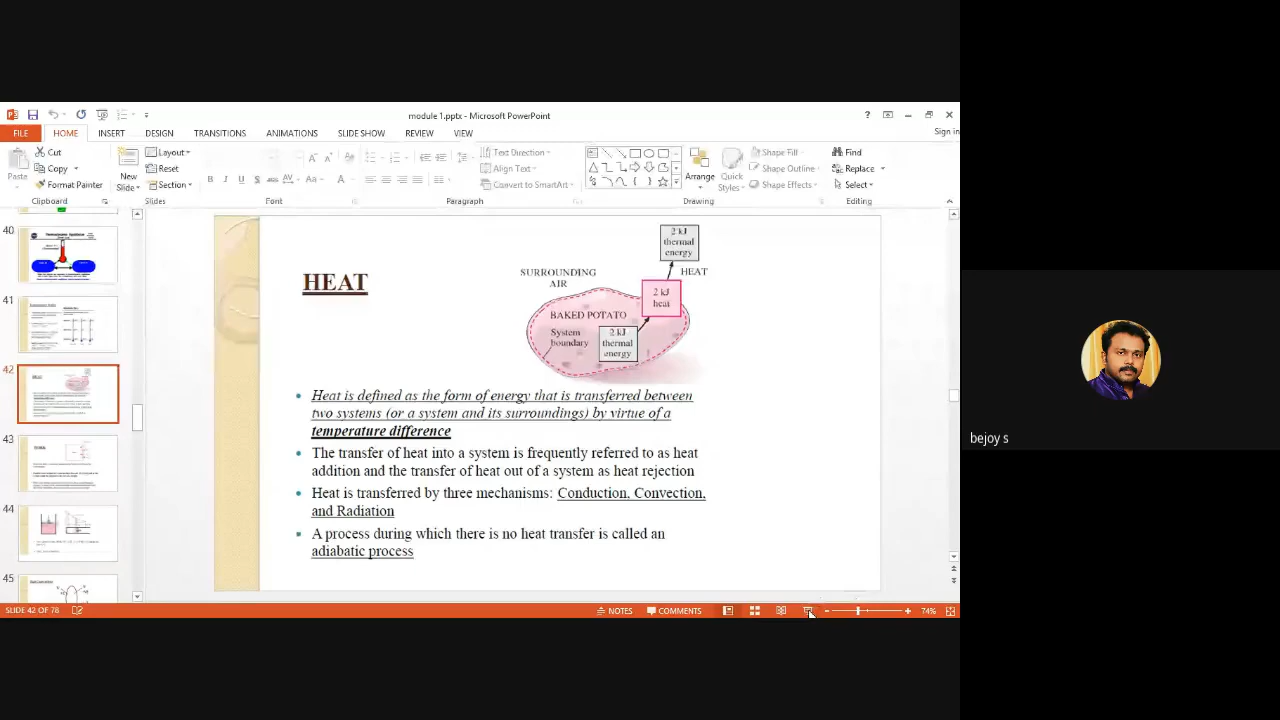 module 1.pptx - Microsoft PowerPoint
Sign in
FILE HOME INSERT DESIGN TRANSITIONS ANIMATIONS SLIDE SHOW REVIEW VIEW
Paste
Cut
Copy
Format Painter
Clipboard
New
Slide
Layout
Reset
Section
Slides
B I U S abc AV Aa A
Font
Text Direction
Align Text
Convert to SmartArt
Paragraph
Arrange
Quick
Styles
Shape Fill
Shape Outline
Shape Effects
Drawing
Find
Replace
Select
Editing
40
41
42
HEAT
43
44
45
HEAT
2 kJ
thermal
energy
HEAT
SURROUNDING
AIR
2 kJ
heat
BAKED POTATO
System
boundary
2 kJ
thermal
energy
• Heat is defined as the form of energy that is transferred between
two systems (or a system and its surroundings) by virtue of a
temperature difference
• The transfer of heat into a system is frequently referred to as heat
addition and the transfer of heat out of a system as heat rejection
• Heat is transferred by three mechanisms: Conduction, Convection,
and Radiation
A process during which there is no heat transfer is called an
adiabatic process
SLIDE 42 OF 78
NOTES COMMENTS
74%
bejoy s